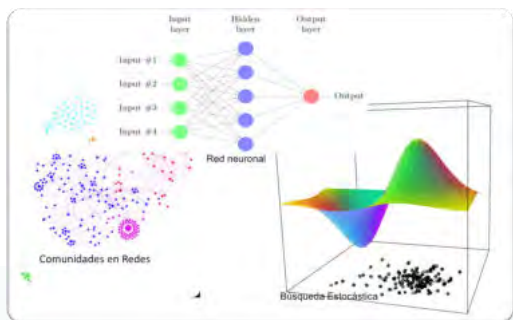 Input
layer
Hidden
layer
Output
layer
Input #1
Input #2
Input #3
Input #4
Output
Red neuronal
Comunidades en Redes
Búsqueda Estocástica